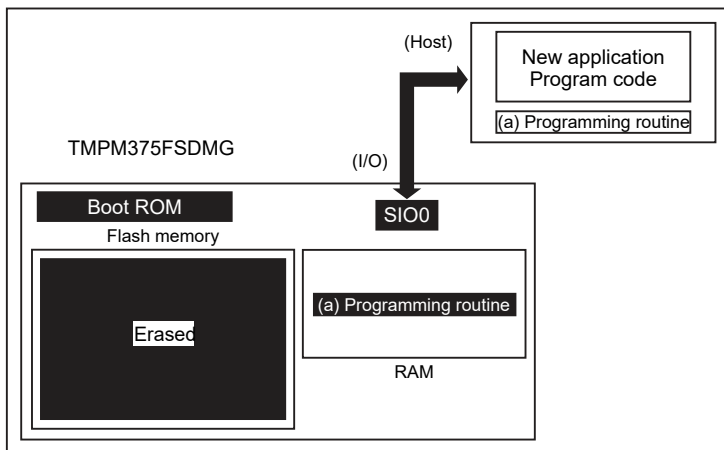 (Host)
New application
Program code
(a) Programming routine
TMPM375FSDMG
(I/O)
Boot ROM
SIO0
Flash memory
(a) Programming routine
Erased
RAM